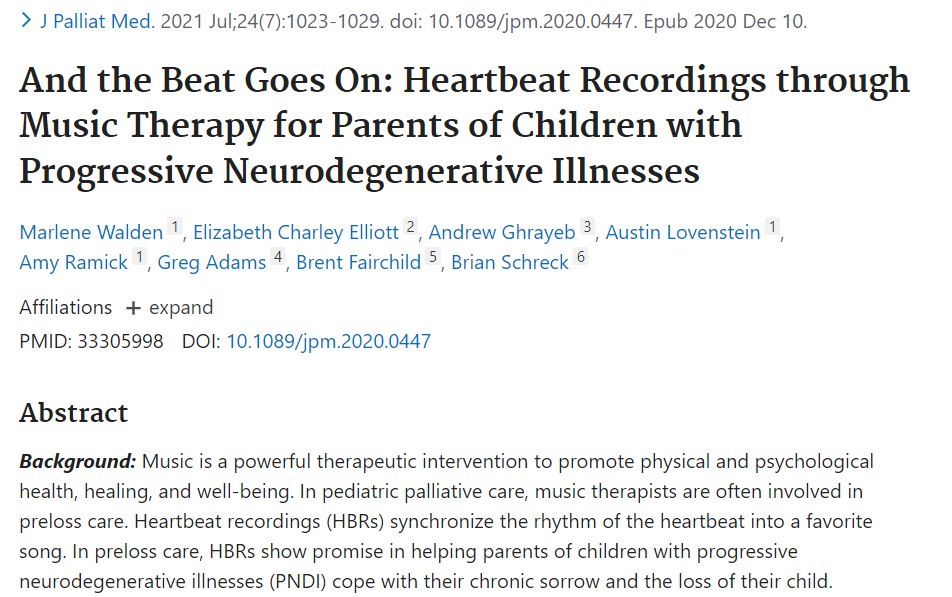 > J Palliat Med. 2021 Jul;24(7):1023-1029. doi: 10.1089/jpm.2020.0447. Epub 2020 Dec 10.
And the Beat Goes On: Heartbeat Recordings through
Music Therapy for Parents of Children with
Progressive Neurodegenerative Illnesses
Marlene Walden 1, Elizabeth Charley Elliott 2, Andrew Ghrayeb 3, Austin Lovenstein 1,
Amy Ramick 1, Greg Adams 4, Brent Fairchild 5, Brian Schreck 6
Affiliations + expand
PMID: 33305998 DOI: 10.1089/jpm.2020.0447
Abstract
Background: Music is a powerful therapeutic intervention to promote physical and psychological
health, healing, and well-being. In pediatric palliative care, music therapists are often involved in
preloss care. Heartbeat recordings (HBRs) synchronize the rhythm of the heartbeat into a favorite
song. In preloss care, HBRs show promise in helping parents of children with progressive
neurodegenerative illnesses (PNDI) cope with their chronic sorrow and the loss of their child.